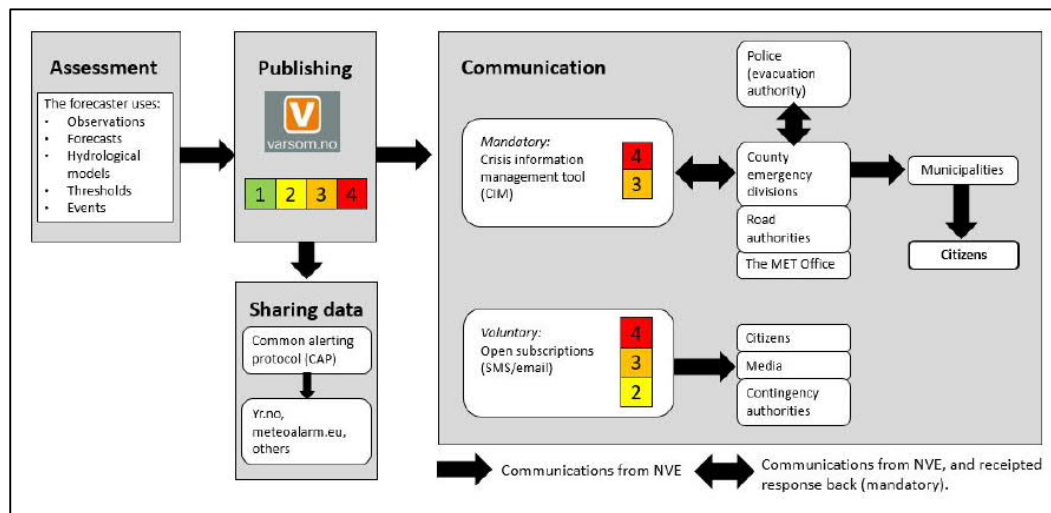 Assessment
The forecaster uses:
• Observations
• Forecasts
• Hydrological
models
• Thresholds
• Events
Publishing
V
varsom.no
1 2 3 4
Sharing data
Common alerting
protocol (CAP)
Yr.no,
meteoalarm.eu,
others
Communication
Mandatory:
Crisis information
management tool
(CIM)
4
3
Police
(evacuation
authority)
County
emergency
divisions
Road
authorities
The MET Office
Municipalities
Citizens
Voluntary:
Open subscriptions
(SMS/email)
4
3
2
Citizens
Media
Contingency
authorities
Communications from NVE
Communications from NVE, and receipted
response back (mandatory).